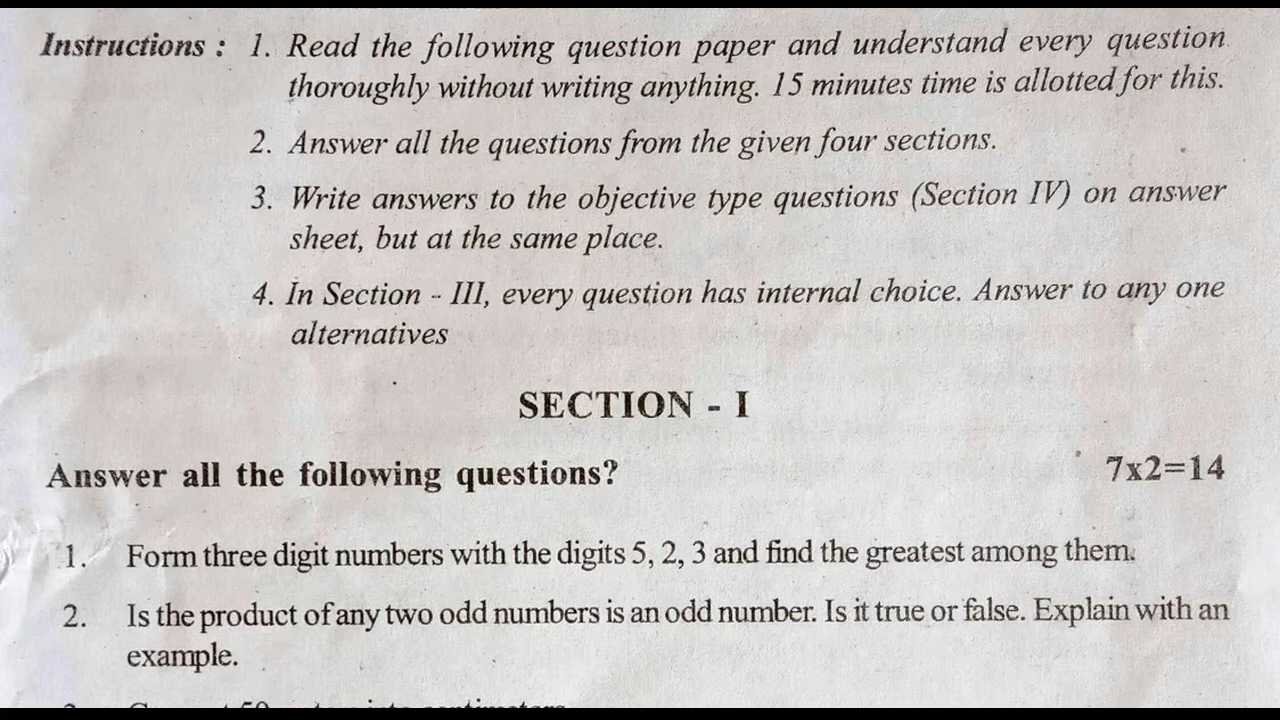 Instructions : 1. Read the following question paper and understand every question
thoroughly without writing anything. 15 minutes time is allotted for this.
2. Answer all the questions from the given four sections.
3. Write answers to the objective type questions (Section IV) on answer
sheet, but at the same place.
4. In Section - III, every question has internal choice. Answer to any one
alternatives
SECTION - I
Answer all the following questions? 7x2=14
1. Form three digit numbers with the digits 5, 2, 3 and find the greatest among them.
2. Is the product of any two odd numbers is an odd number. Is it true or false. Explain with an
example.